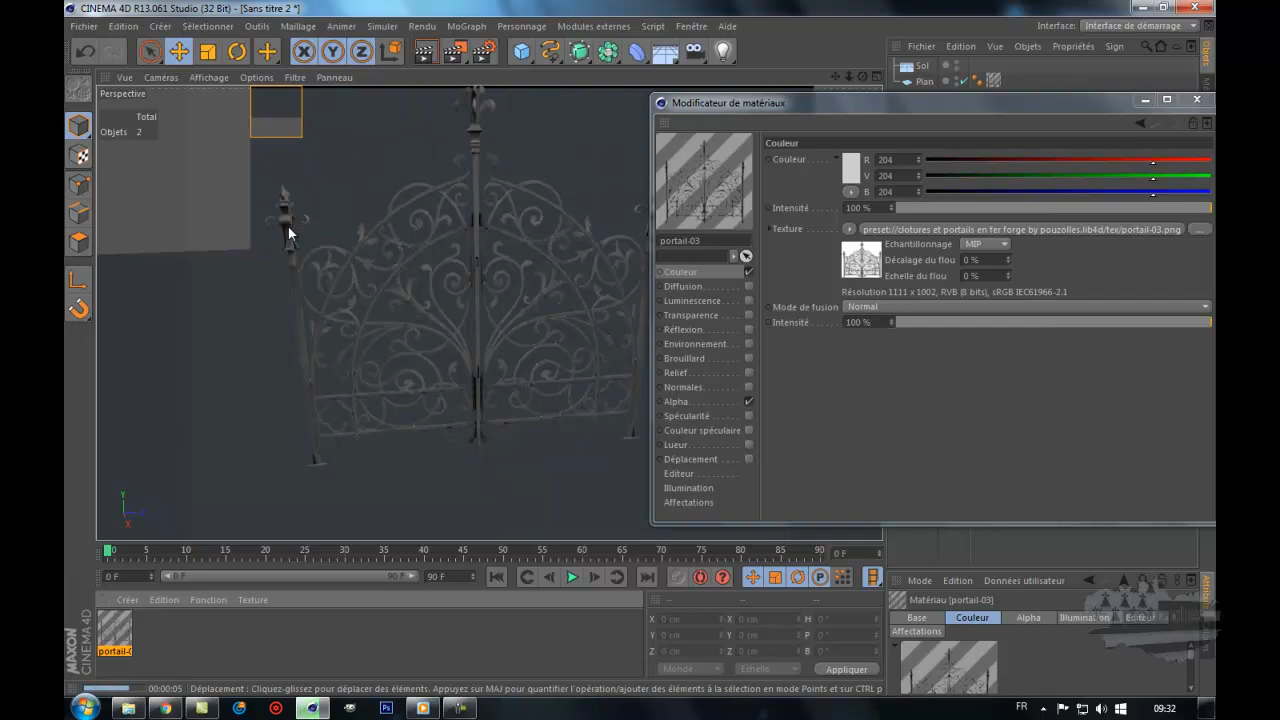 CINEMA 4D R13.061 Studio (32 Bit) - [Sans titre 2 *]
Fichier Edition Créer Sélectionner Outils Maillage Animer Simuler Rendu MoGraph Personnage Modules externes Script Fenêtre Aide
Interface: Interface de démarrage
Fichier Edition Vue Objets Propriétés Sign
Sol
Plan
Vue Caméras Affichage Options Filtre Panneau
Perspective
Total
Objets 2
Modificateur de matériaux
portail-03
Couleur
Diffusion
Luminescence
Transparence
Réflexion
Environnement
Brouillard
Relief
Normales
Alpha
Spécularité
Couleur spéculaire
Lueur
Déplacement
Editeur
Illumination
Affectations
Couleur
Couleur R 204
V 204
B 204
Intensité 100 %
Texture preset://clotures et portails en fer forge by pouzolles.lib4d/tex/portail-03.png ...
Echantillonnage MIP
Décalage du flou 0 %
Echelle du flou 0 %
Résolution 1111 x 1002, RVB (8 bits), sRGB IEC61966-2.1
Mode de fusion Normal
Intensité 100 %
Y
Z
X
0 5 10 15 20 25 30 35 40 45 50 55 60 65 70 75 80 85 90 0 F
0 F 0 F 90 F 90 F
Créer Edition Fonction Texture
portail-0
-- -- --
X 0 cm X 0 cm H 0 °
Y 0 cm Y 0 cm P 0 °
Z 0 cm Z 0 cm B 0 °
Monde Echelle Appliquer
Mode Edition Données utilisateur
Matériau [portail-03]
Base Couleur Alpha Illumination Editeur
Affectations
Objets
Attributs
MAXON
CINEMA 4D
00:00:05 Déplacement : Cliquez-glissez pour déplacer des éléments. Appuyez sur MAJ pour quantifier l'opération/ajouter des éléments à la sélection en mode Points et sur CTRL p
Ps
FR 09:32